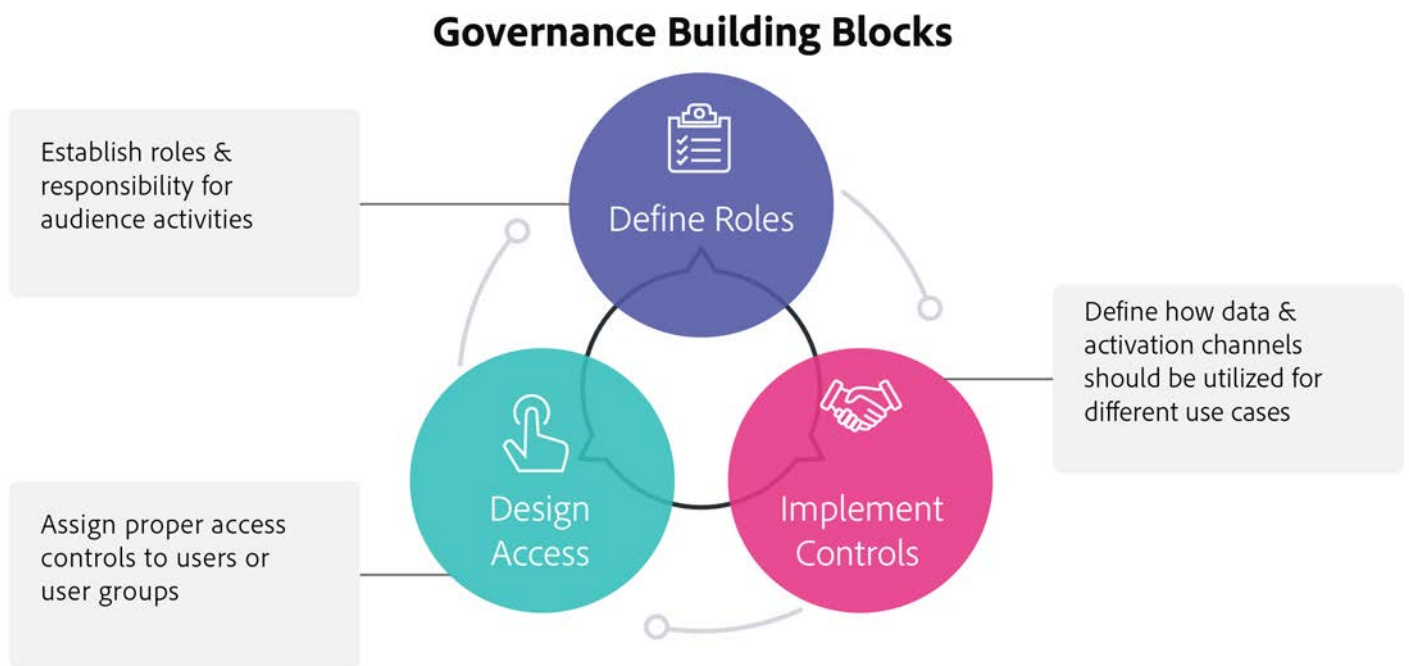 Governance Building Blocks
Establish roles &
responsibility for
audience activities
Define Roles
Define how data &
activation channels
should be utilized for
different use cases
Design
Access
Implement
Controls
Assign proper access
controls to users or
user groups